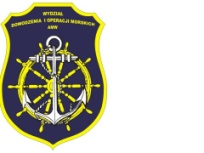 WYDZIAŁ
DOWODZENIA I OPERACJI MORSKICH
AMW